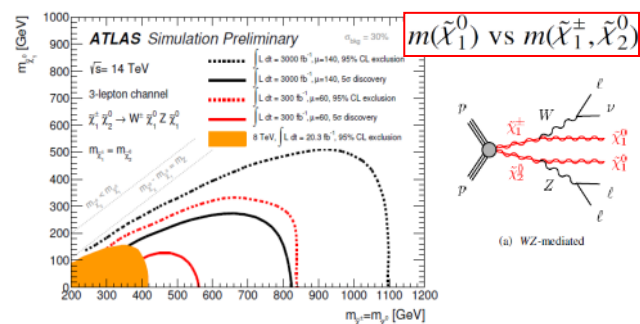 m(χ̃₁⁰) vs m(χ̃₁±, χ̃₂⁰)
ATLAS Simulation Preliminary
σ_bkg = 30%
√s= 14 TeV
3-lepton channel
χ̃₁± χ̃₂⁰ → W± χ̃₁⁰ Z χ̃₁⁰
m_χ̃₁± = m_χ̃₂⁰
∫L dt = 3000 fb⁻¹, μ=140, 95% CL exclusion
∫L dt = 3000 fb⁻¹, μ=140, 5σ discovery
∫L dt = 300 fb⁻¹, μ=60, 95% CL exclusion
∫L dt = 300 fb⁻¹, μ=60, 5σ discovery
8 TeV, ∫L dt = 20.3 fb⁻¹, 95% CL exclusion
m_χ̃₁⁰ [GeV]
1000
900
800
700
600
500
400
300
200
100
0
200 300 400 500 600 700 800 900 1000 1100 1200
m_χ̃₁±=m_χ̃₂⁰ [GeV]
p
p
χ̃₁±
χ̃₂⁰
W
Z
ℓ
ν
χ̃₁⁰
χ̃₁⁰
ℓ
ℓ
(a) WZ-mediated